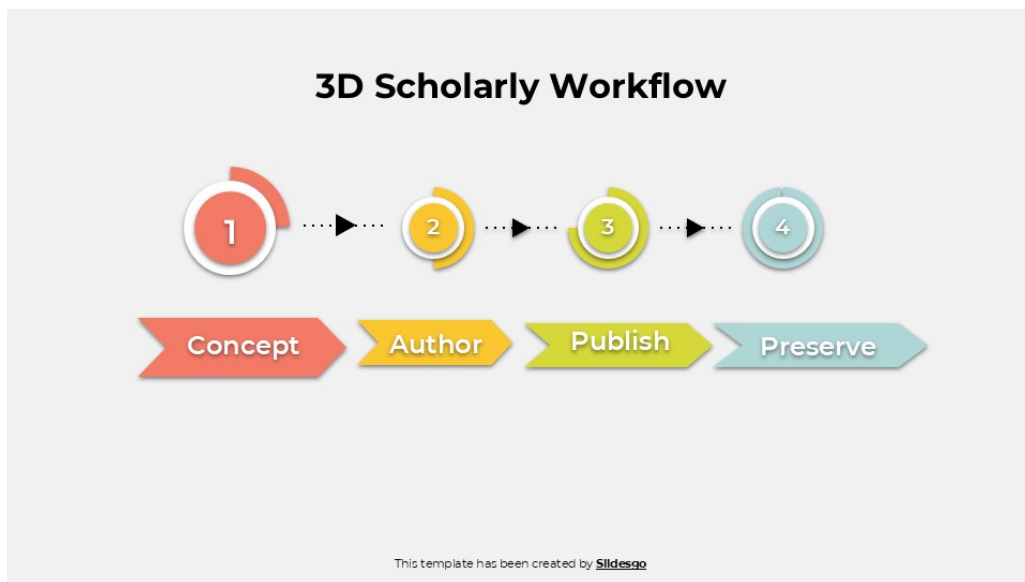 3D Scholarly Workflow
1 2 3 4
Concept Author Publish Preserve
This template has been created by Slidesgo